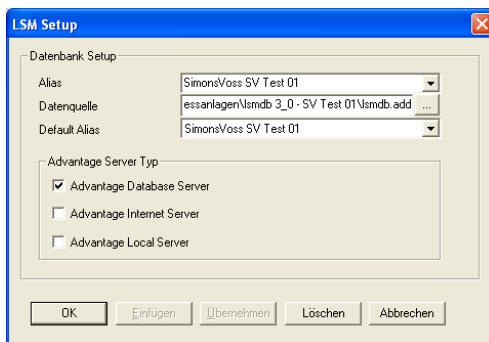 LSM Setup
Datenbank Setup
Alias SimonsVoss SV Test 01
Datenquelle essanlagen\lsmdb 3_0 - SV Test 01\lsmdb.add ...
Default Alias SimonsVoss SV Test 01
Advantage Server Typ
Advantage Database Server
Advantage Internet Server
Advantage Local Server
OK Einfügen Übernehmen Löschen Abbrechen